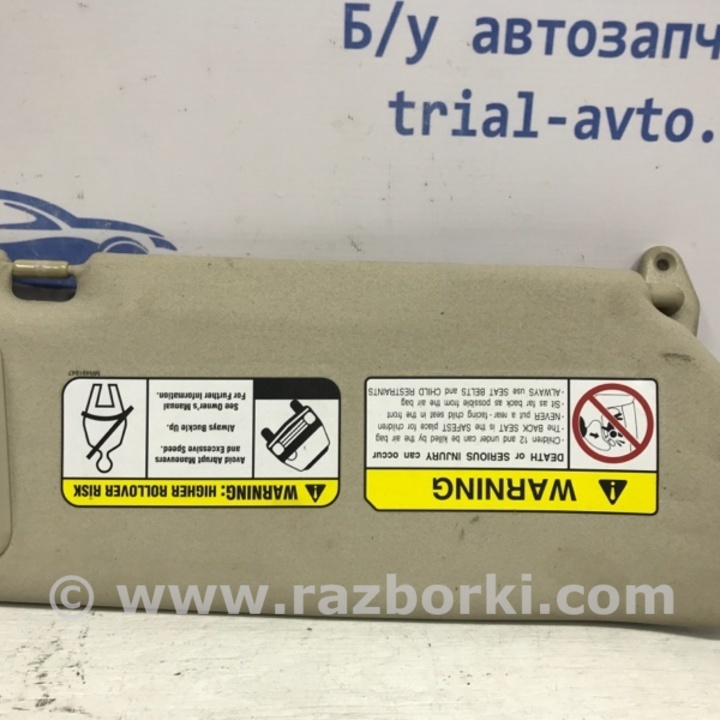 Б/у автозапч
trial-avto.
WARNING: HIGHER ROLLOVER RISK
Avoid Abrupt Maneuvers
and Excessive Speed.
Always Buckle Up.
See Owner's Manual
For Further Information.
WARNING
DEATH or SERIOUS INJURY can occur
·Children 12 and under can be killed by the air bag
·The BACK SEAT is the SAFEST place for children
·NEVER put a rear-facing child seat in the front
·Sit as far back as possible from the air bag
·ALWAYS use SEAT BELTS and CHILD RESTRAINTS
© www.razborki.com